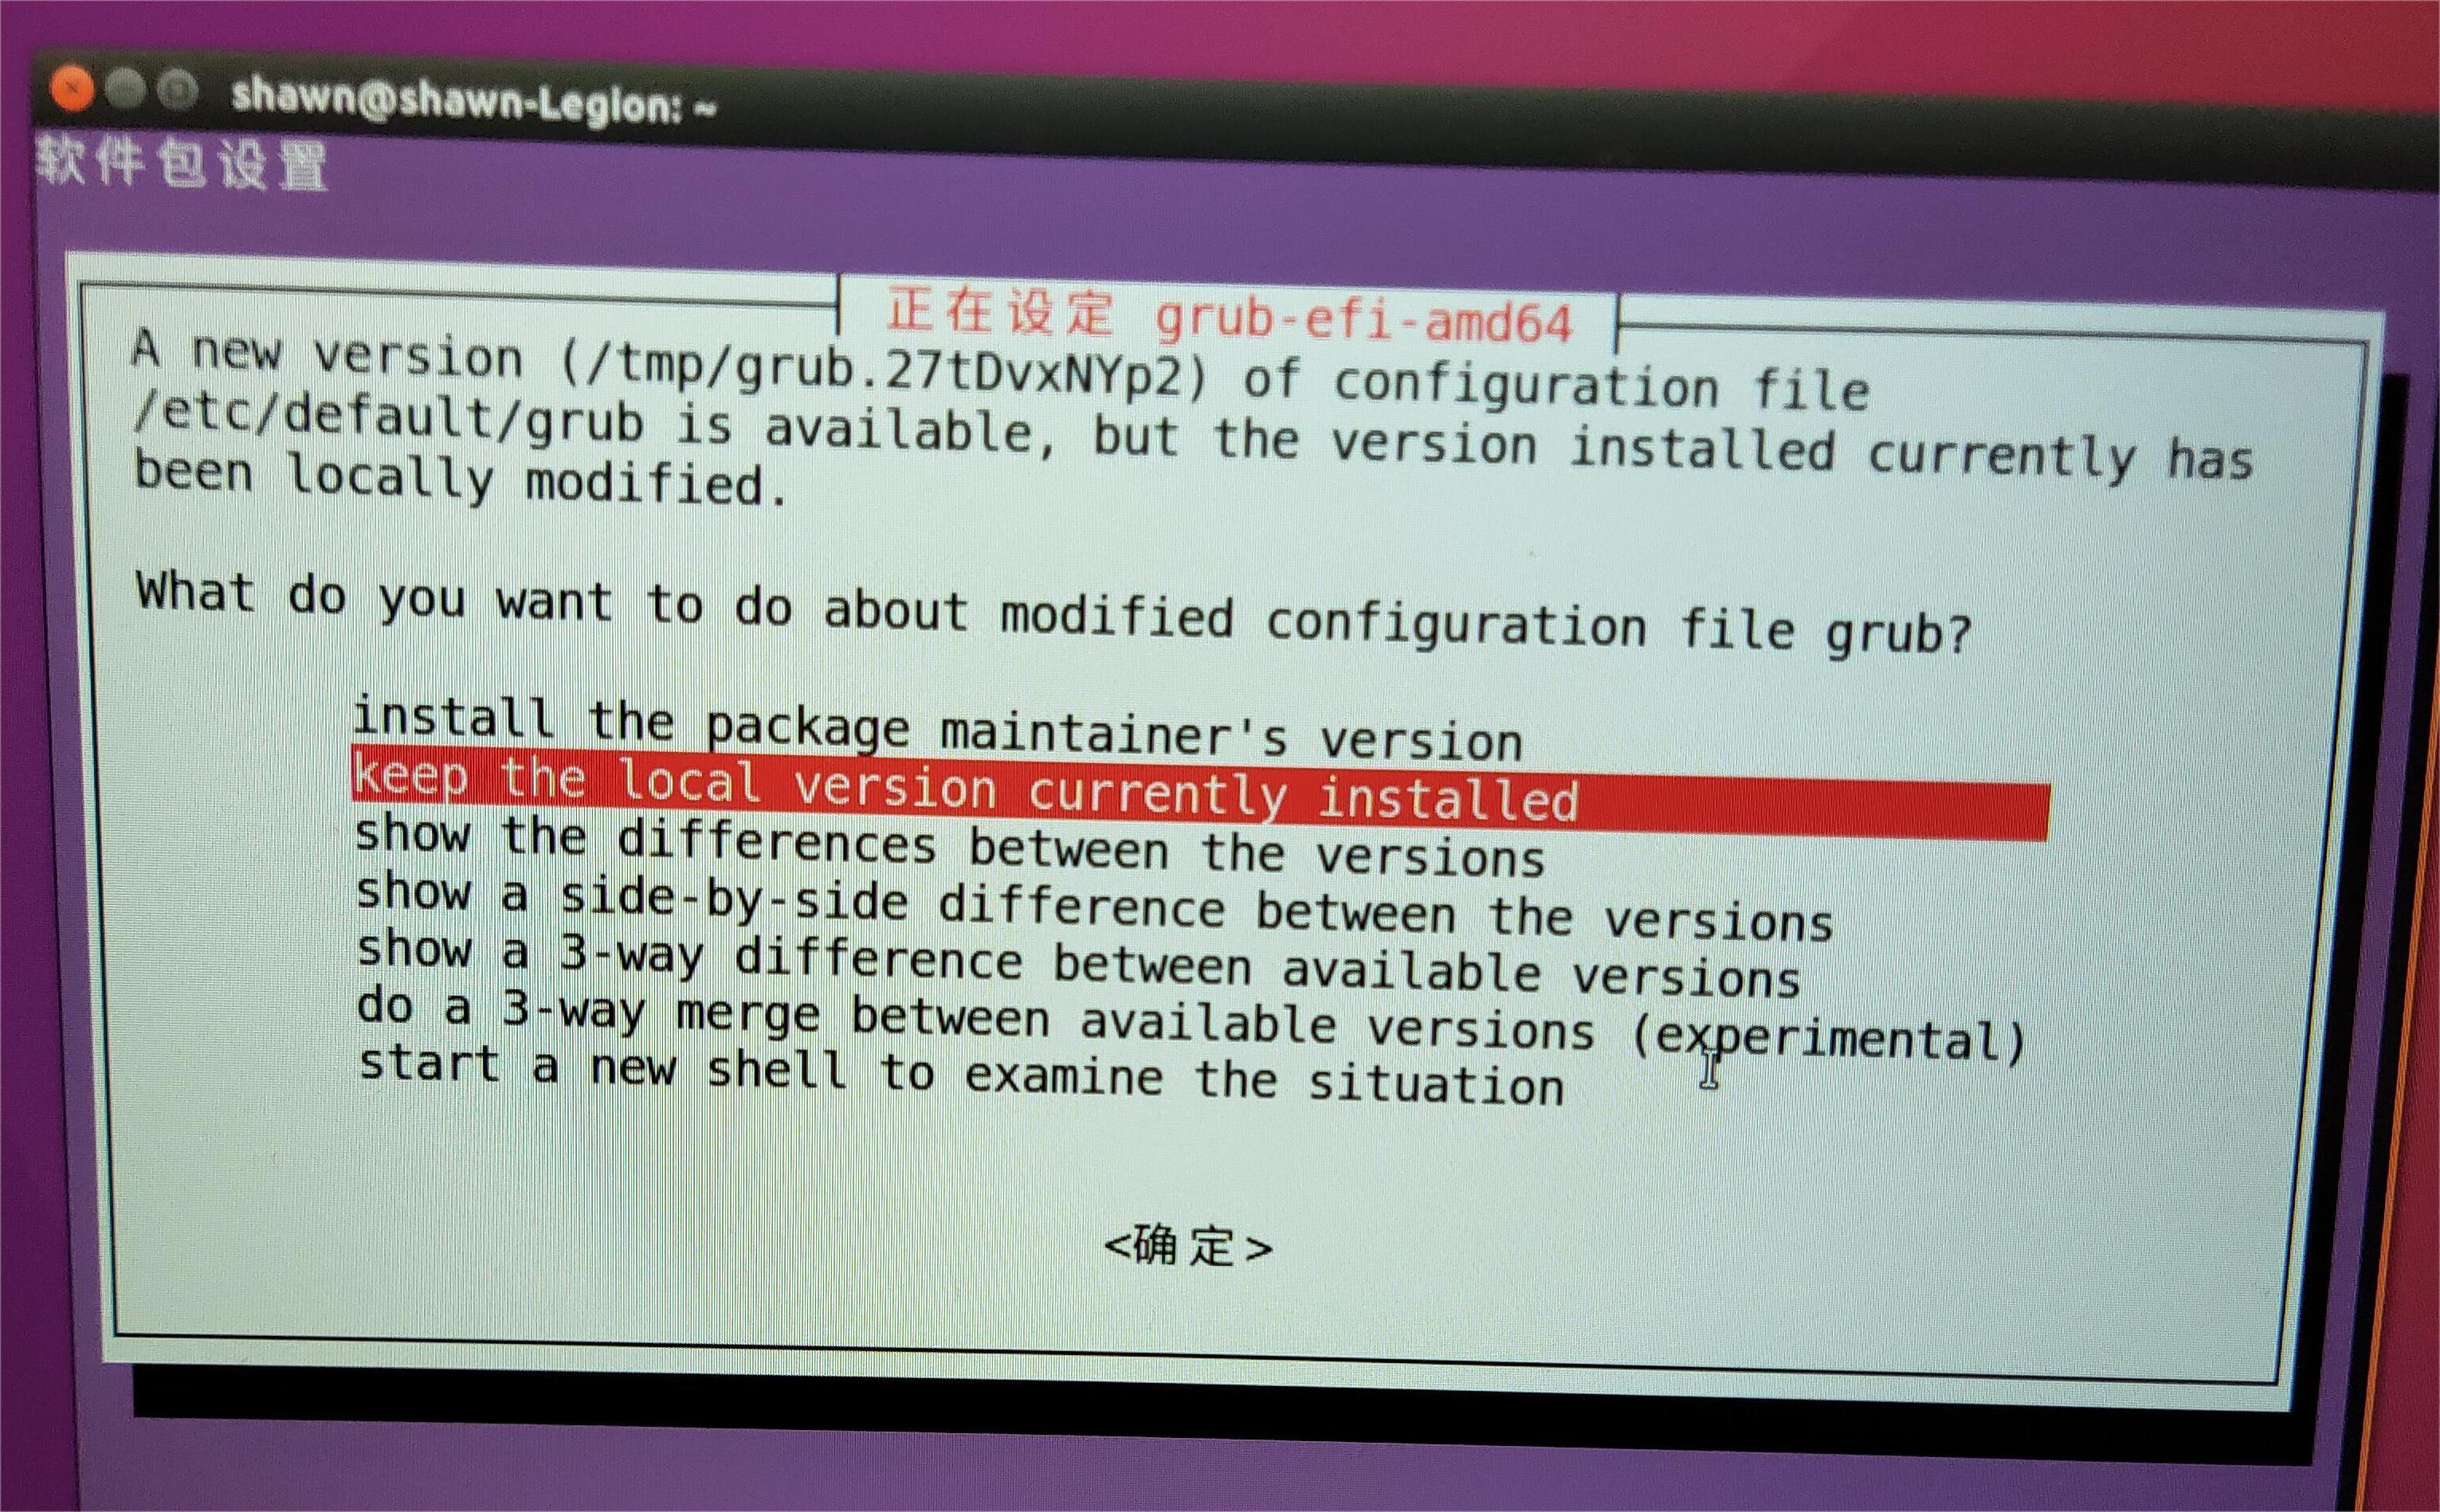 shawn@shawn-Legion: ~
软件包设置
正在设定 grub-efi-amd64
A new version (/tmp/grub.27tDvxNYp2) of configuration file
/etc/default/grub is available, but the version installed currently has
been locally modified.
What do you want to do about modified configuration file grub?
install the package maintainer's version
keep the local version currently installed
show the differences between the versions
show a side-by-side difference between the versions
show a 3-way difference between available versions
do a 3-way merge between available versions (experimental)
start a new shell to examine the situation
<确定>